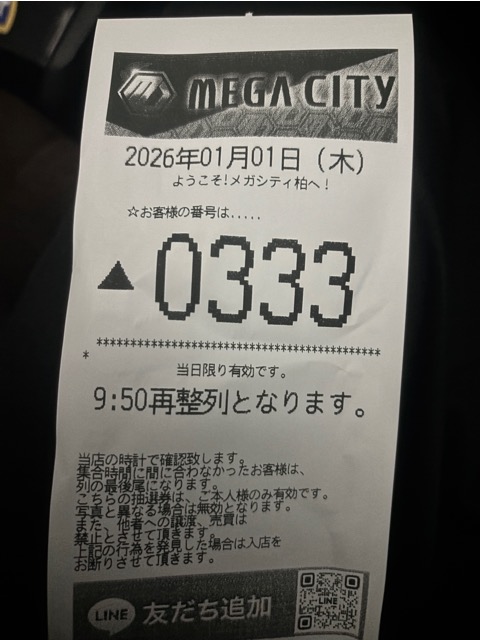 MEGA CITY
2026年01月01日（木）
ようこそ!メガシティ柏へ！
☆お客様の番号は.....
▲0333
****************************************
*
当日限り有効です。
9:50再整列となります。
当店の時計で確認致します。
集合時間に間に合わなかったお客様は、
列の最後尾になります。
こちらの抽選券は、ご本人様のみ有効です。
写真と異なる場合は無効となります。
また、他者への譲渡、売買は
禁止とさせて頂きます。
上記の行為を発見した場合は入店を
お断りさせて頂きます。
LINE 友だち追加
LINE